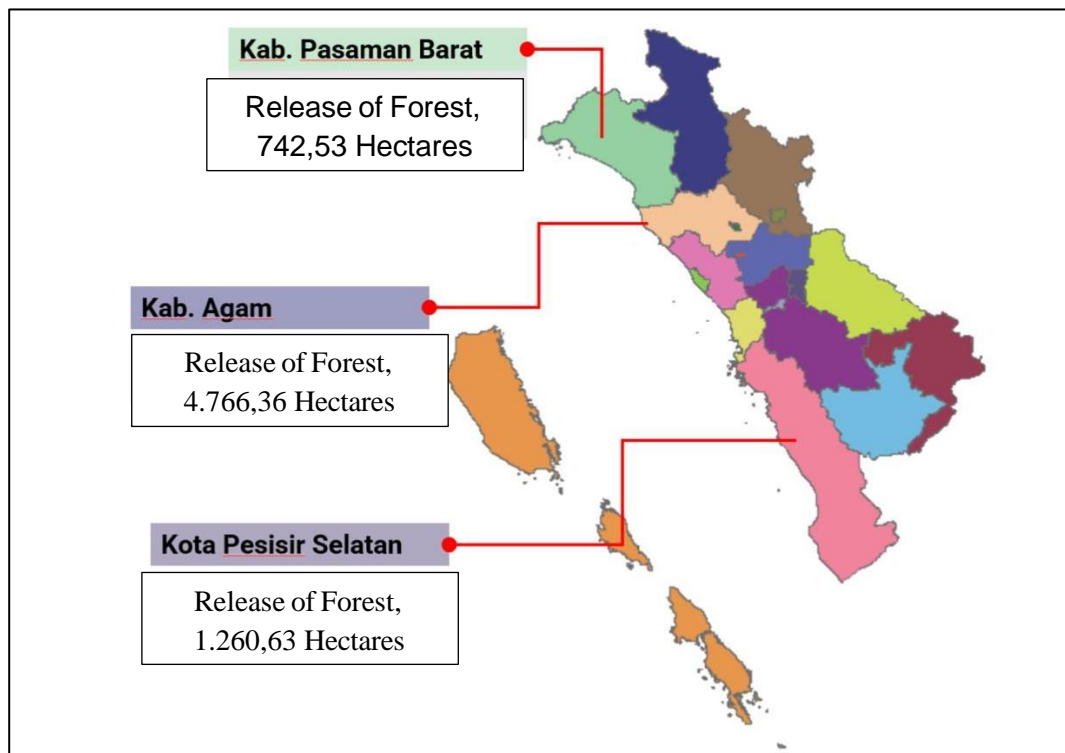 Kab. Pasaman Barat
Release of Forest,
742,53 Hectares
Kab. Agam
Release of Forest,
4.766,36 Hectares
Kota Pesisir Selatan
Release of Forest,
1.260,63 Hectares